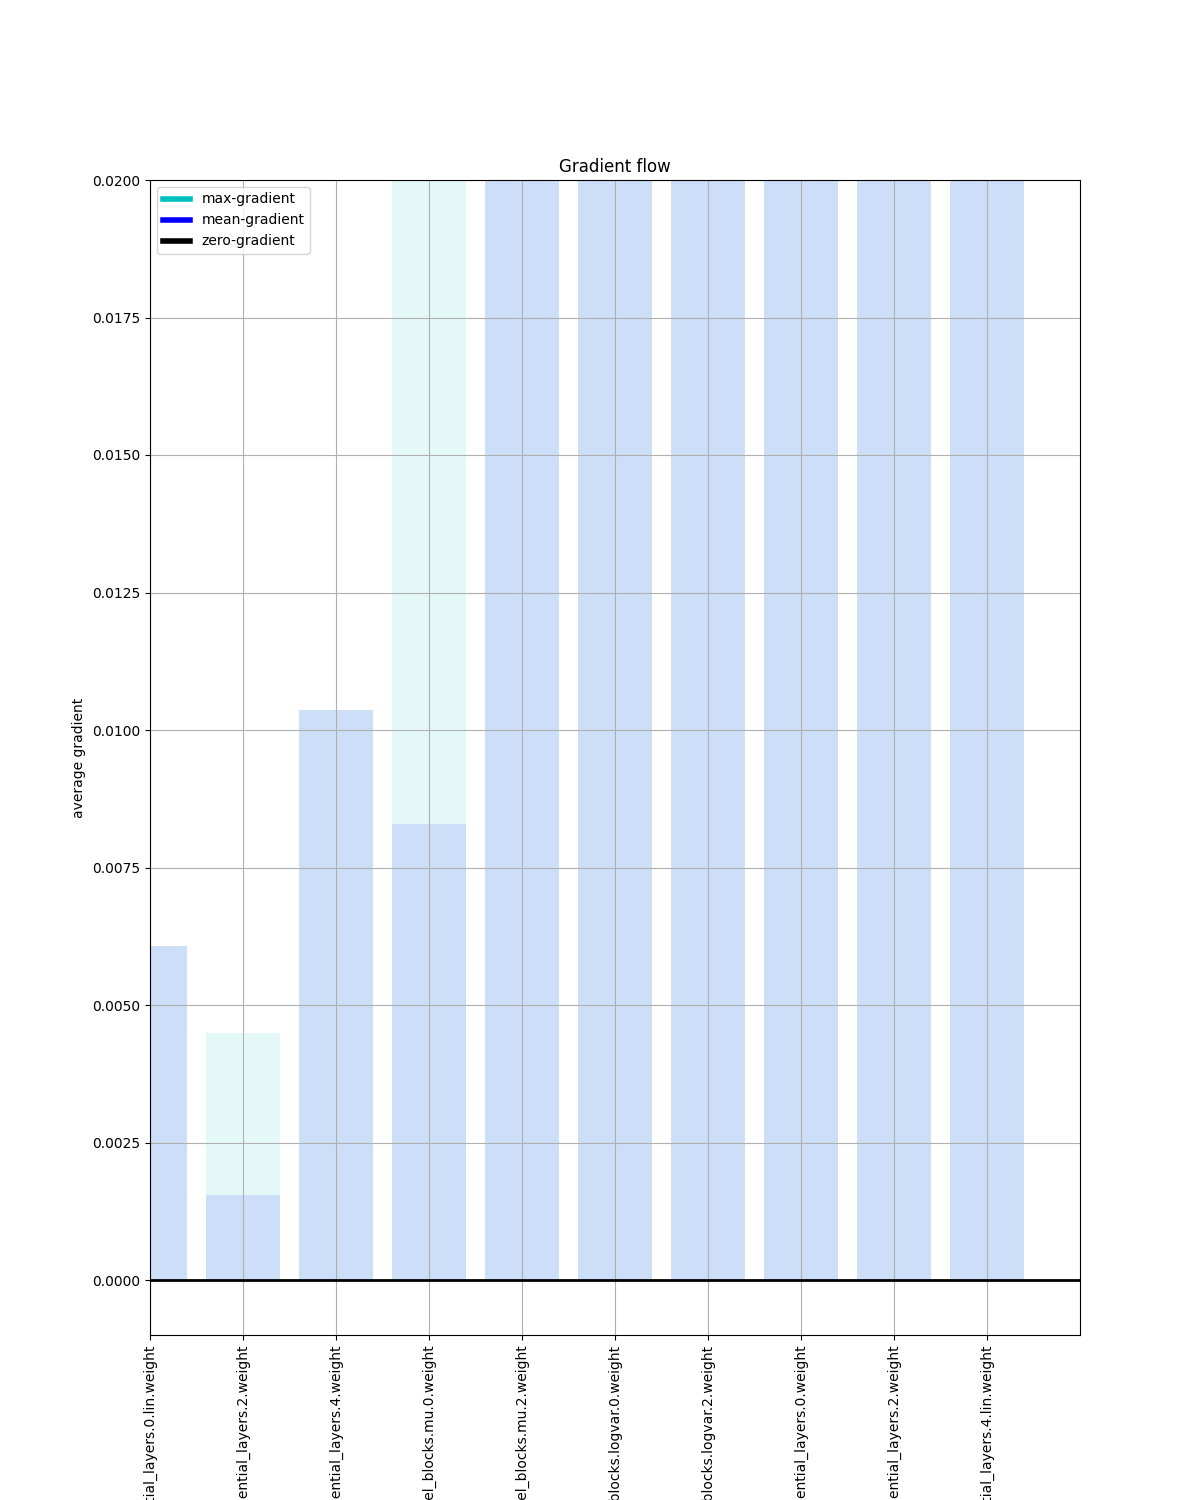 Gradient flow
max-gradient
mean-gradient
zero-gradient
average gradient
0.0200
0.0175
0.0150
0.0125
0.0100
0.0075
0.0050
0.0025
0.0000
tial_layers.0.lin.weight
ential_layers.2.weight
ential_layers.4.weight
el_blocks.mu.0.weight
el_blocks.mu.2.weight
blocks.logvar.0.weight
blocks.logvar.2.weight
ential_layers.0.weight
ential_layers.2.weight
tial_layers.4.lin.weight